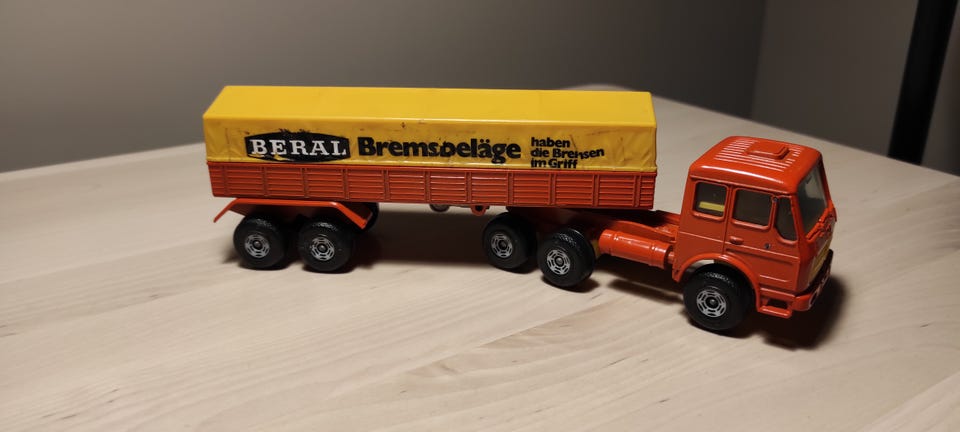 BERAL Bremsbeläge
haben
die Bremsen
im Griff